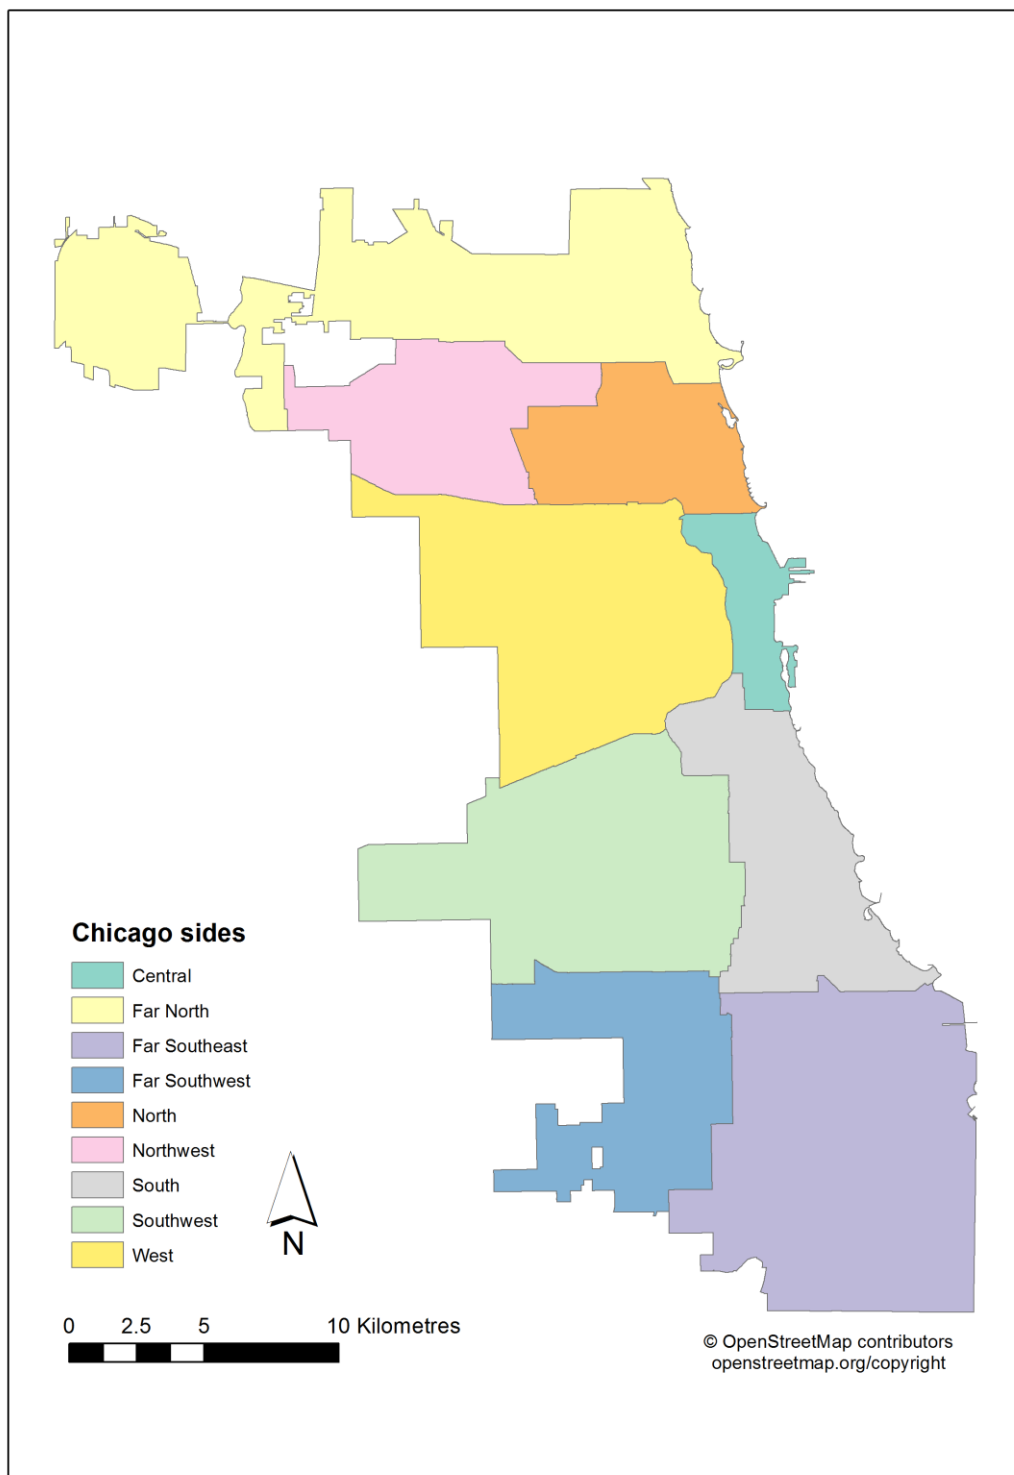 Chicago sides
Central
Far North
Far Southeast
Far Southwest
North
Northwest
South
Southwest
West
N
0 2.5 5 10 Kilometres
© OpenStreetMap contributors
openstreetmap.org/copyright